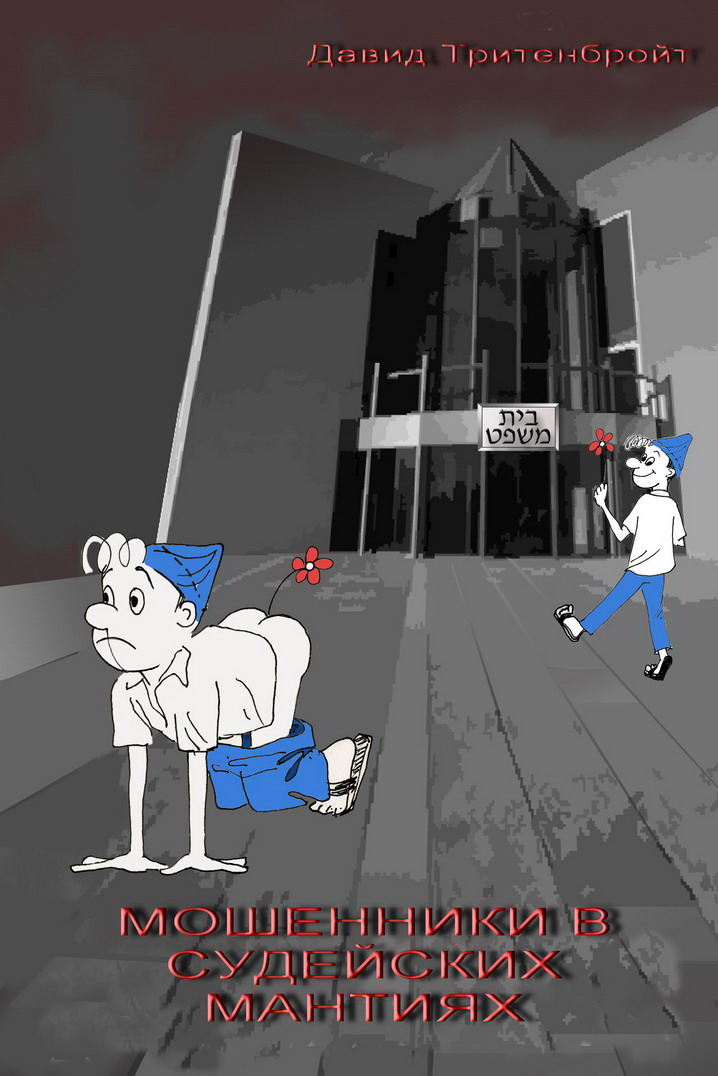 Давид Тритенбройт
בית
משפט
МОШЕННИКИ В
СУДЕЙСКИХ
МАНТИЯХ